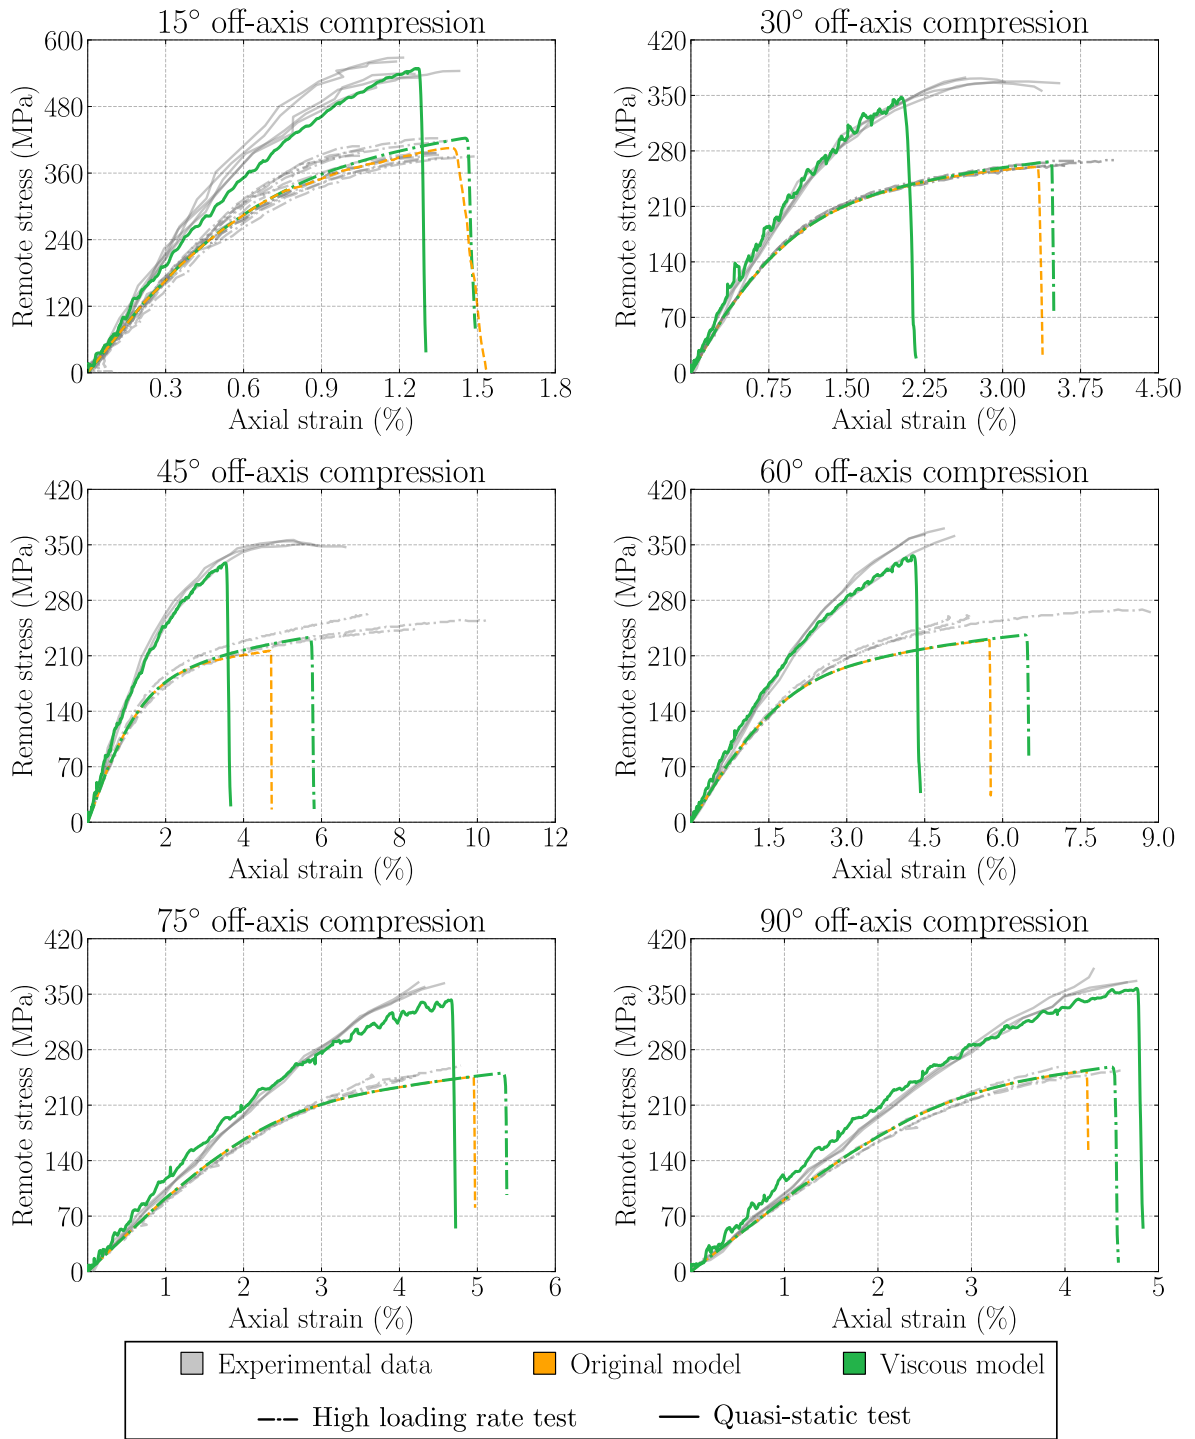 15° off-axis compression
600
480
360
240
120
0
Remote stress (MPa)
0.3 0.6 0.9 1.2 1.5 1.8
Axial strain (%)
30° off-axis compression
420
350
280
210
140
70
0
Remote stress (MPa)
0.75 1.50 2.25 3.00 3.75 4.50
Axial strain (%)
45° off-axis compression
420
350
280
210
140
70
0
Remote stress (MPa)
2 4 6 8 10 12
Axial strain (%)
60° off-axis compression
420
350
280
210
140
70
0
Remote stress (MPa)
1.5 3.0 4.5 6.0 7.5 9.0
Axial strain (%)
75° off-axis compression
420
350
280
210
140
70
0
Remote stress (MPa)
1 2 3 4 5 6
Axial strain (%)
90° off-axis compression
420
350
280
210
140
70
0
Remote stress (MPa)
1 2 3 4 5
Axial strain (%)
Experimental data Original model Viscous model
High loading rate test Quasi-static test